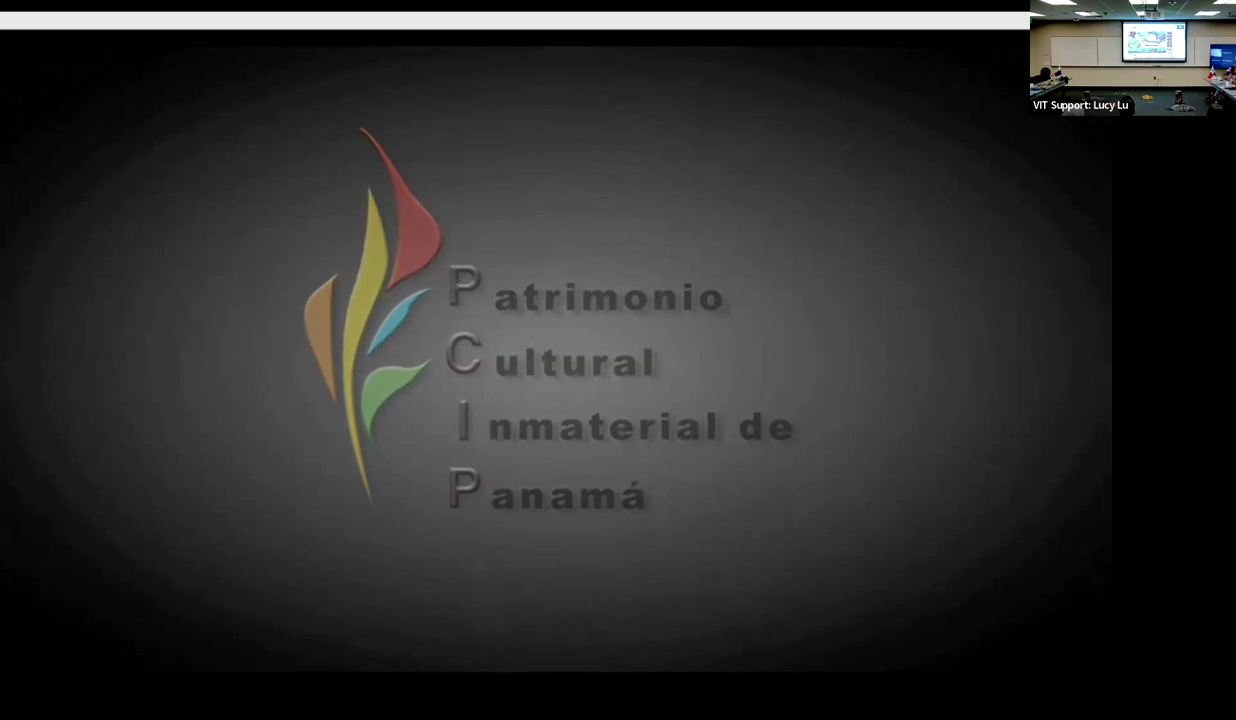 VIT Support: Lucy Lu
Patrimonio
Cultural
Inmaterial de
Panamá